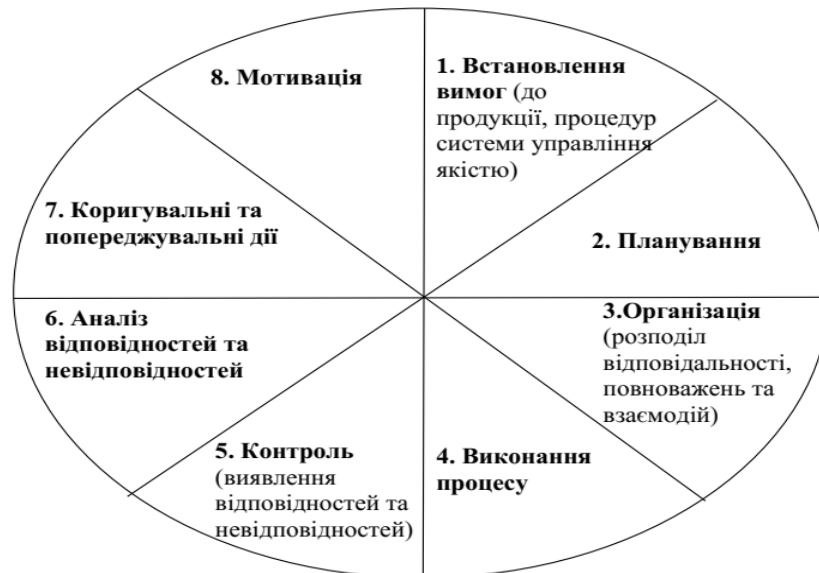 1. Встановлення
вимог (до
продукції, процедур
системи управління
якістю)
2. Планування
3.Організація
(розподіл
відповідальності,
повноважень та
взаємодій)
4. Виконання
процесу
5. Контроль
(виявлення
відповідностей та
невідповідностей)
6. Аналіз
відповідностей та
невідповідностей
7. Коригувальні та
попереджувальні дії
8. Мотивація